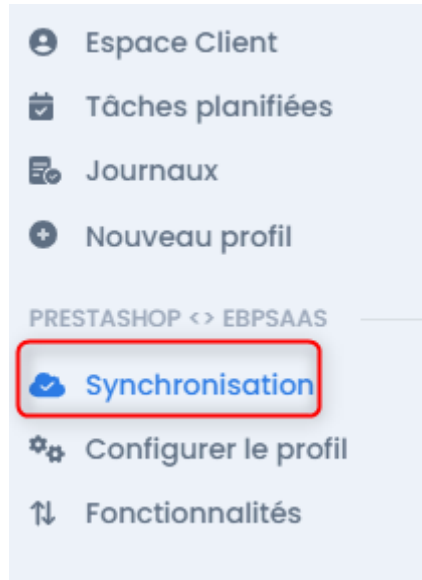 Espace Client
Tâches planifiées
Journaux
Nouveau profil
PRESTASHOP <> EBPSAAS
Synchronisation
Configurer le profil
Fonctionnalités